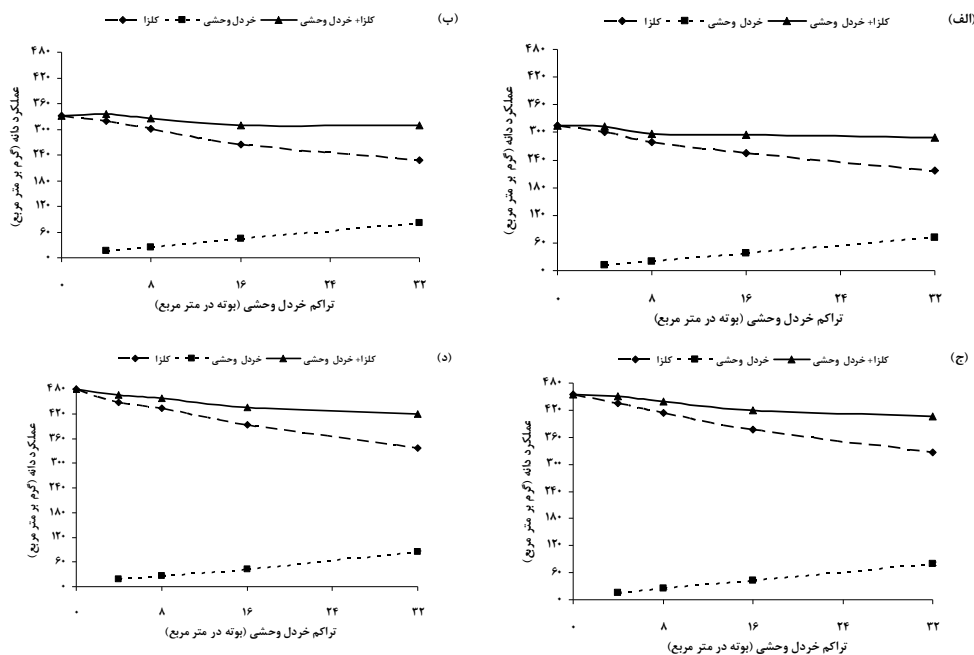 (الف)
کلزا خردل وحشی کلزا+ خردل وحشی
عملکرد دانه (گرم بر متر مربع)
۴۸۰
۴۲۰
۳۶۰
۳۰۰
۲۴۰
۱۸۰
۱۲۰
۶۰
۰
۰ ۸ ۱۶ ۲۴ ۳۲
تراکم خردل وحشی (بوته در متر مربع)
(ب)
کلزا خردل وحشی کلزا+ خردل وحشی
عملکرد دانه (گرم بر متر مربع)
۴۸۰
۴۲۰
۳۶۰
۳۰۰
۲۴۰
۱۸۰
۱۲۰
۶۰
۰
۰ ۸ ۱۶ ۲۴ ۳۲
تراکم خردل وحشی (بوته در متر مربع)
(ج)
کلزا خردل وحشی کلزا+ خردل وحشی
عملکرد دانه (گرم بر متر مربع)
۴۸۰
۴۲۰
۳۶۰
۳۰۰
۲۴۰
۱۸۰
۱۲۰
۶۰
۰
۰ ۸ ۱۶ ۲۴ ۳۲
تراکم خردل وحشی (بوته در متر مربع)
(د)
کلزا خردل وحشی کلزا+ خردل وحشی
عملکرد دانه (گرم بر متر مربع)
۴۸۰
۴۲۰
۳۶۰
۳۰۰
۲۴۰
۱۸۰
۱۲۰
۶۰
۰
۰ ۸ ۱۶ ۲۴ ۳۲
تراکم خردل وحشی (بوته در متر مربع)